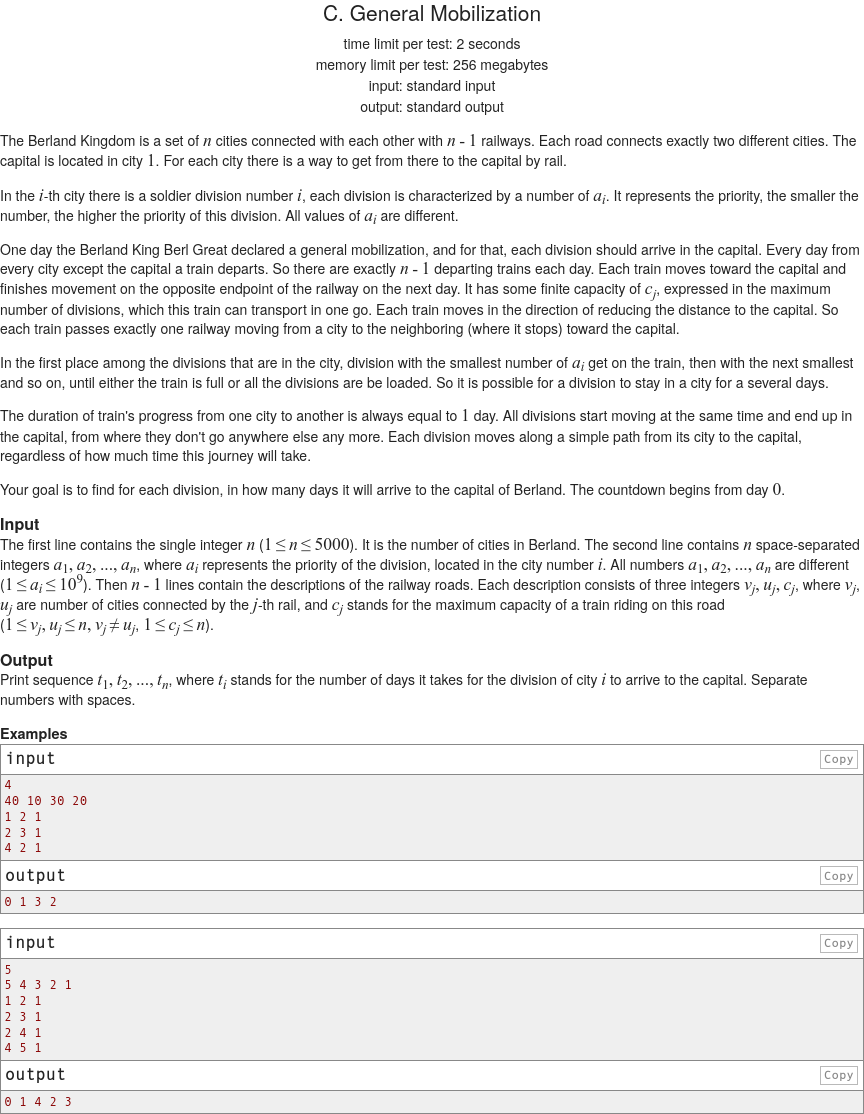 C. General Mobilization
time limit per test: 2 seconds
memory limit per test: 256 megabytes
input: standard input
output: standard output
The Berland Kingdom is a set of n cities connected with each other with n - 1 railways. Each road connects exactly two different cities. The
capital is located in city 1. For each city there is a way to get from there to the capital by rail.
In the i-th city there is a soldier division number i, each division is characterized by a number of a_i. It represents the priority, the smaller the
number, the higher the priority of this division. All values of a_i are different.
One day the Berland King Berl Great declared a general mobilization, and for that, each division should arrive in the capital. Every day from
every city except the capital a train departs. So there are exactly n - 1 departing trains each day. Each train moves toward the capital and
finishes movement on the opposite endpoint of the railway on the next day. It has some finite capacity of c_j, expressed in the maximum
number of divisions, which this train can transport in one go. Each train moves in the direction of reducing the distance to the capital. So
each train passes exactly one railway moving from a city to the neighboring (where it stops) toward the capital.
In the first place among the divisions that are in the city, division with the smallest number of a_i get on the train, then with the next smallest
and so on, until either the train is full or all the divisions are be loaded. So it is possible for a division to stay in a city for a several days.
The duration of train's progress from one city to another is always equal to 1 day. All divisions start moving at the same time and end up in
the capital, from where they don't go anywhere else any more. Each division moves along a simple path from its city to the capital,
regardless of how much time this journey will take.
Your goal is to find for each division, in how many days it will arrive to the capital of Berland. The countdown begins from day 0.
Input
The first line contains the single integer n (1 ≤ n ≤ 5000). It is the number of cities in Berland. The second line contains n space-separated
integers a_1, a_2, ..., a_n, where a_i represents the priority of the division, located in the city number i. All numbers a_1, a_2, ..., a_n are different
(1 ≤ a_i ≤ 10^9). Then n - 1 lines contain the descriptions of the railway roads. Each description consists of three integers v_j, u_j, c_j, where v_j,
u_j are number of cities connected by the j-th rail, and c_j stands for the maximum capacity of a train riding on this road
(1 ≤ v_j, u_j ≤ n, v_j ≠ u_j, 1 ≤ c_j ≤ n).
Output
Print sequence t_1, t_2, ..., t_n, where t_i stands for the number of days it takes for the division of city i to arrive to the capital. Separate
numbers with spaces.
Examples
input Copy
4
40 10 30 20
1 2 1
2 3 1
4 2 1
output Copy
0 1 3 2
input Copy
5
5 4 3 2 1
1 2 1
2 3 1
2 4 1
4 5 1
output Copy
0 1 4 2 3